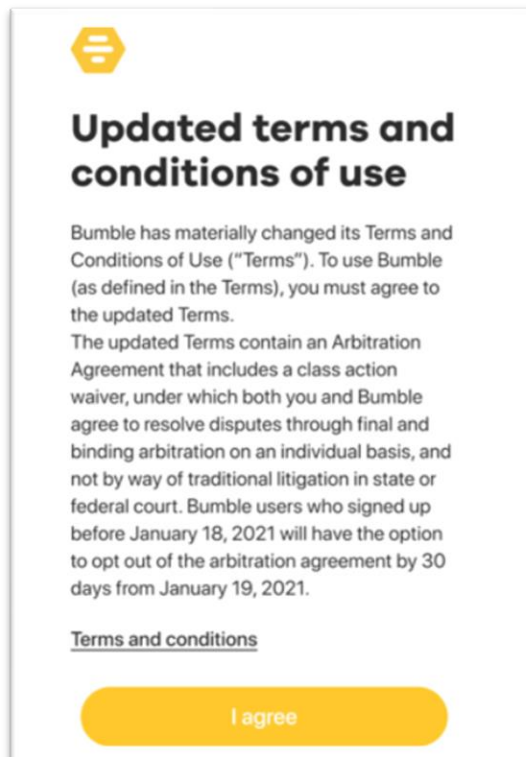 Updated terms and
conditions of use
Bumble has materially changed its Terms and
Conditions of Use (“Terms”). To use Bumble
(as defined in the Terms), you must agree to
the updated Terms.
The updated Terms contain an Arbitration
Agreement that includes a class action
waiver, under which both you and Bumble
agree to resolve disputes through final and
binding arbitration on an individual basis, and
not by way of traditional litigation in state or
federal court. Bumble users who signed up
before January 18, 2021 will have the option
to opt out of the arbitration agreement by 30
days from January 19, 2021.
Terms and conditions
I agree